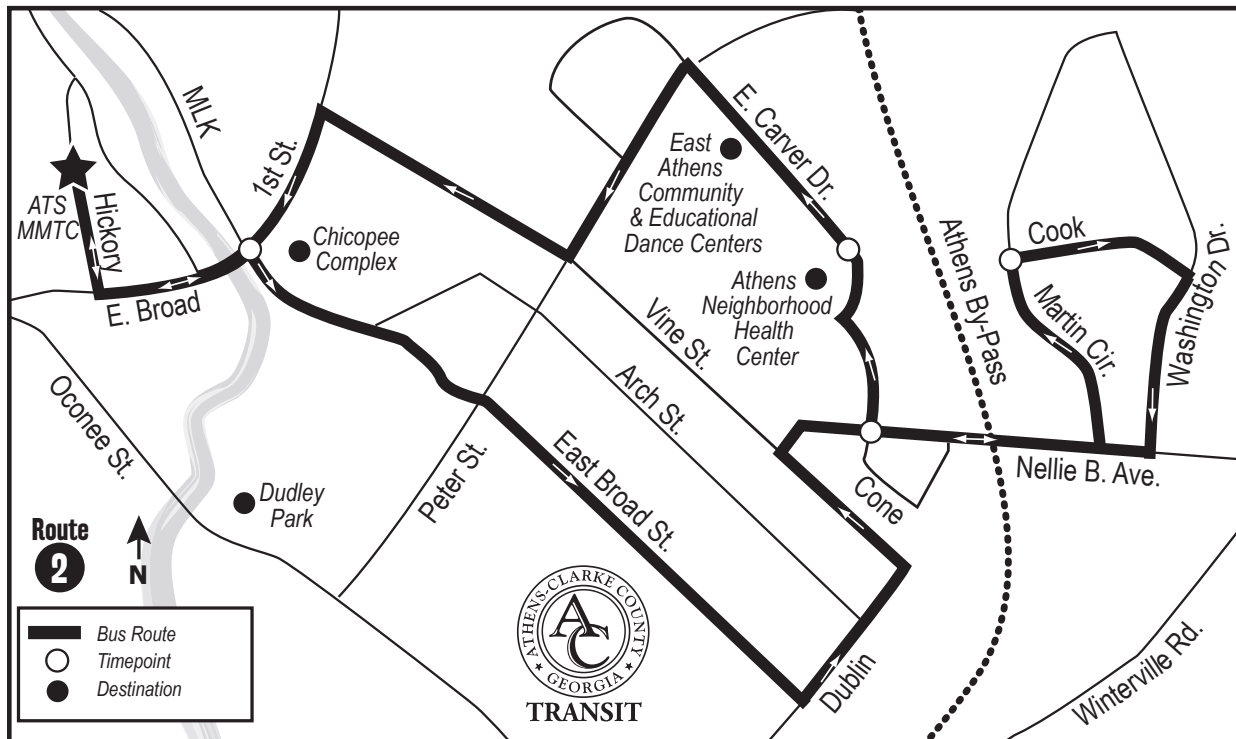 MLK
1st St.
ATS
MMTC
Hickory
E. Broad
Chicopee
Complex
East
Athens
Community
& Educational
Dance Centers
E. Carver Dr.
Athens
Neighborhood
Health
Center
Athens By-Pass
Cook
Martin Cir.
Washington Dr.
Nellie B. Ave.
Vine St.
Arch St.
Cone
East Broad St.
Peter St.
Oconee St.
Dudley
Park
Dublin
Winterville Rd.
Route
2
N
Bus Route
Timepoint
Destination
ATHENS-CLARKE COUNTY
AC
GEORGIA
TRANSIT